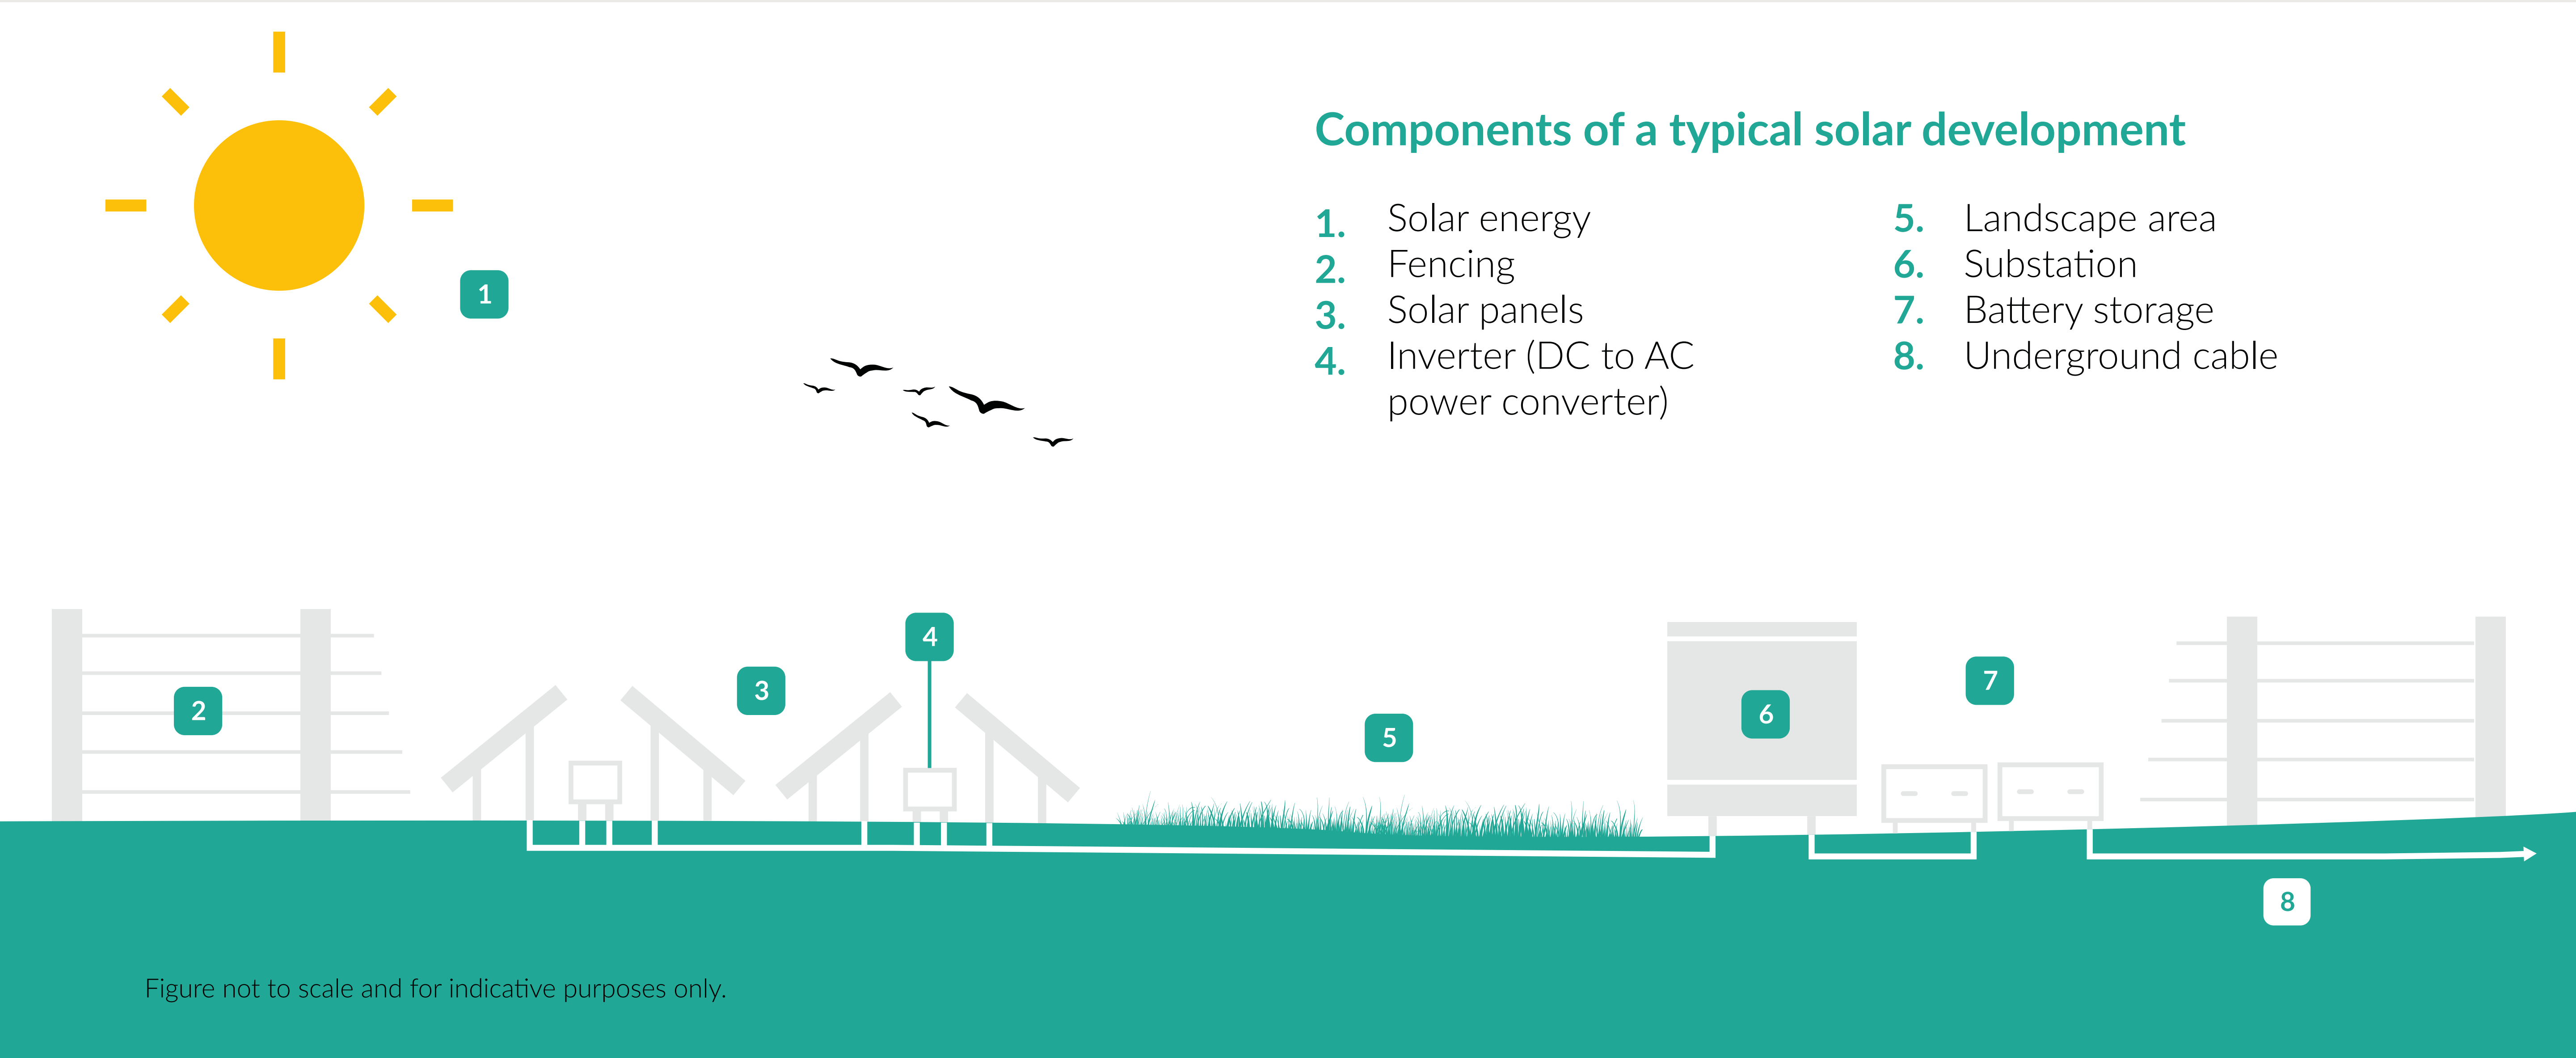 Components of a typical solar development
1. Solar energy
2. Fencing
3. Solar panels
4. Inverter (DC to AC
power converter)
5. Landscape area
6. Substation
7. Battery storage
8. Underground cable
1
2
3
4
5
6
7
8
Figure not to scale and for indicative purposes only.